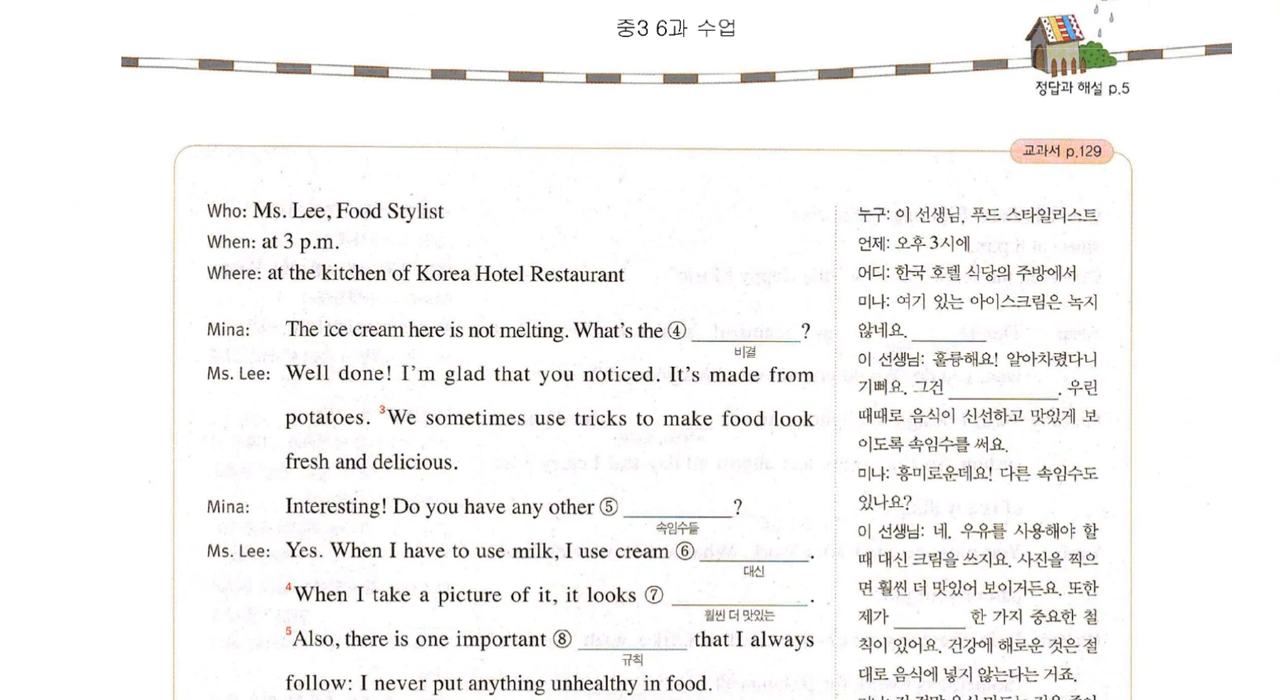 중3 6과 수업
정답과 해설 p.5
교과서 p.129
Who: Ms. Lee, Food Stylist
When: at 3 p.m.
Where: at the kitchen of Korea Hotel Restaurant
Mina: The ice cream here is not melting. What's the ④ ?
비결
Ms. Lee: Well done! I'm glad that you noticed. It's made from
potatoes. ³We sometimes use tricks to make food look
fresh and delicious.
Mina: Interesting! Do you have any other ⑤ ?
속임수들
Ms. Lee: Yes. When I have to use milk, I use cream ⑥ .
대신
⁴When I take a picture of it, it looks ⑦ .
훨씬 더 맛있는
⁵Also, there is one important ⑧ that I always
규칙
follow: I never put anything unhealthy in food.
누구: 이 선생님, 푸드 스타일리스트
언제: 오후 3시에
어디: 한국 호텔 식당의 주방에서
미나: 여기 있는 아이스크림은 녹지
않네요. ?
이 선생님: 훌륭해요! 알아차렸다니
기뻐요. 그건 . 우린
때때로 음식이 신선하고 맛있게 보
이도록 속임수를 써요.
미나: 흥미로운데요! 다른 속임수도
있나요?
이 선생님: 네. 우유를 사용해야 할
때 대신 크림을 쓰지요. 사진을 찍으
면 훨씬 더 맛있어 보이거든요. 또한
제가 한 가지 중요한 철
칙이 있어요. 건강에 해로운 것은 절
대로 음식에 넣지 않는다는 거죠.